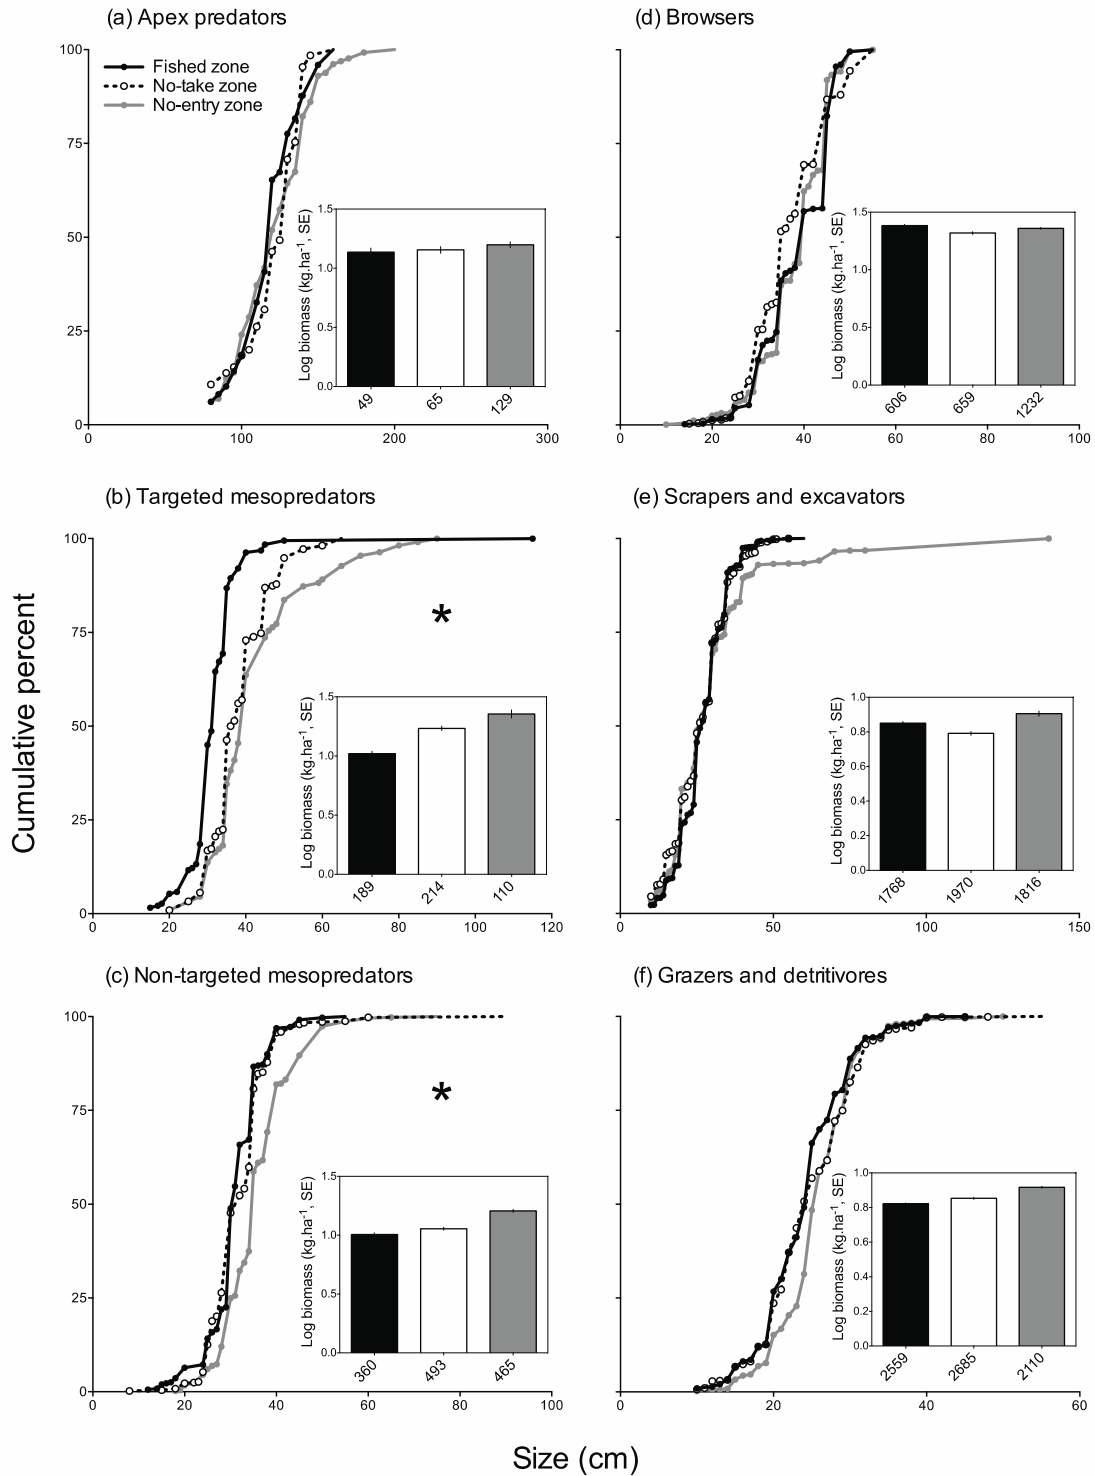 (a) Apex predators
100
75
50
25
0
0 100 200 300
Fished zone
No-take zone
No-entry zone
Log biomass (kg.ha-1, SE)
1.5
1.0
0.5
0.0
49 65 129
(d) Browsers
0 20 40 60 80 100
Log biomass (kg.ha-1, SE)
1.5
1.0
0.5
0.0
606 659 1232
(b) Targeted mesopredators
100
75
50
25
0
0 20 40 60 80 100 120
*
Log biomass (kg.ha-1, SE)
1.5
1.0
0.5
0.0
189 214 110
(e) Scrapers and excavators
0 50 100 150
Log biomass (kg.ha-1, SE)
1.0
0.8
0.6
0.4
0.2
0.0
1768 1970 1816
(c) Non-targeted mesopredators
100
75
50
25
0
0 20 40 60 80 100
*
Log biomass (kg.ha-1, SE)
1.5
1.0
0.5
0.0
360 493 465
(f) Grazers and detritivores
0 20 40 60
Log biomass (kg.ha-1, SE)
1.0
0.8
0.6
0.4
0.2
0.0
2559 2685 2110
Cumulative percent
Size (cm)